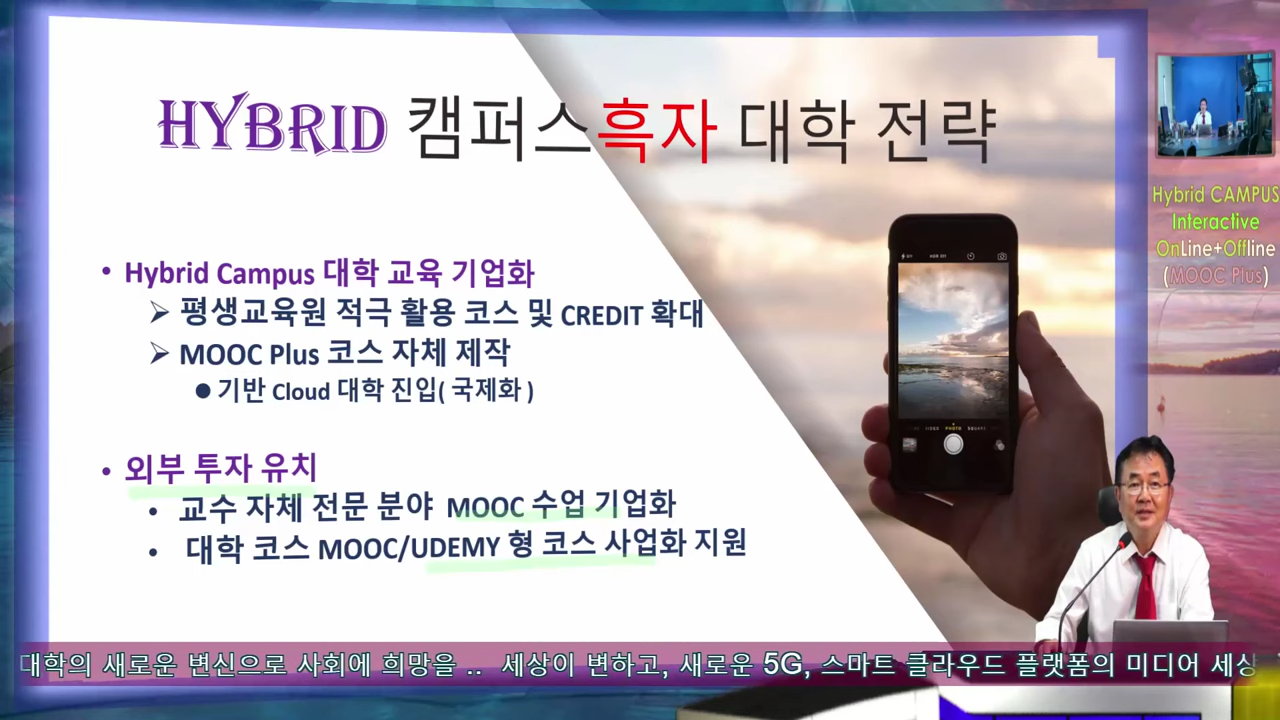 HYBRID 캠퍼스흑자 대학 전략
• Hybrid Campus 대학 교육 기업화
➢ 평생교육원 적극 활용 코스 및 CREDIT 확대
➢ MOOC Plus 코스 자체 제작
● 기반 Cloud 대학 진입( 국제화 )
• 외부 투자 유치
• 교수 자체 전문 분야 MOOC 수업 기업화
• 대학 코스 MOOC/UDEMY 형 코스 사업화 지원
Hybrid CAMPUS
Interactive
OnLine+Offline
(MOOC Plus)
PHOTO
대학의 새로운 변신으로 사회에 희망을 .. 세상이 변하고, 새로운 5G, 스마트 클라우드 플랫폼의 미디어 세상